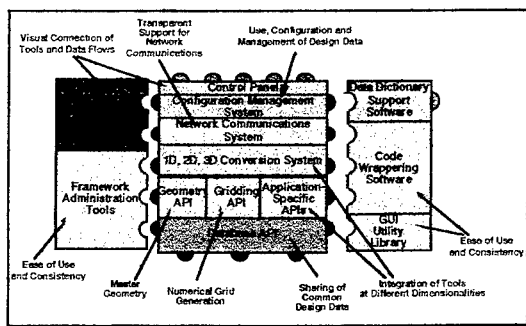 Visual Connection of
Tools and Data Flows
Transparent
Support for
Network
Communications
Use, Configuration and
Management of Design Data
Control Panels
Configuration Management
System
Network Communications
System
1D, 2D, 3D Conversion System
Geometry
API
Gridding
API
Application-
Specific
APIs
API
Framework
Administration
Tools
Data Dictionary
Support
Software
Code
Wrappering
Software
GUI
Utility
Library
Ease of Use
and Consistency
Master
Geometry
Numerical Grid
Generation
Sharing of
Common
Design Data
Integration of Tools
at Different Dimensionalities
Ease of Use
and Consistency